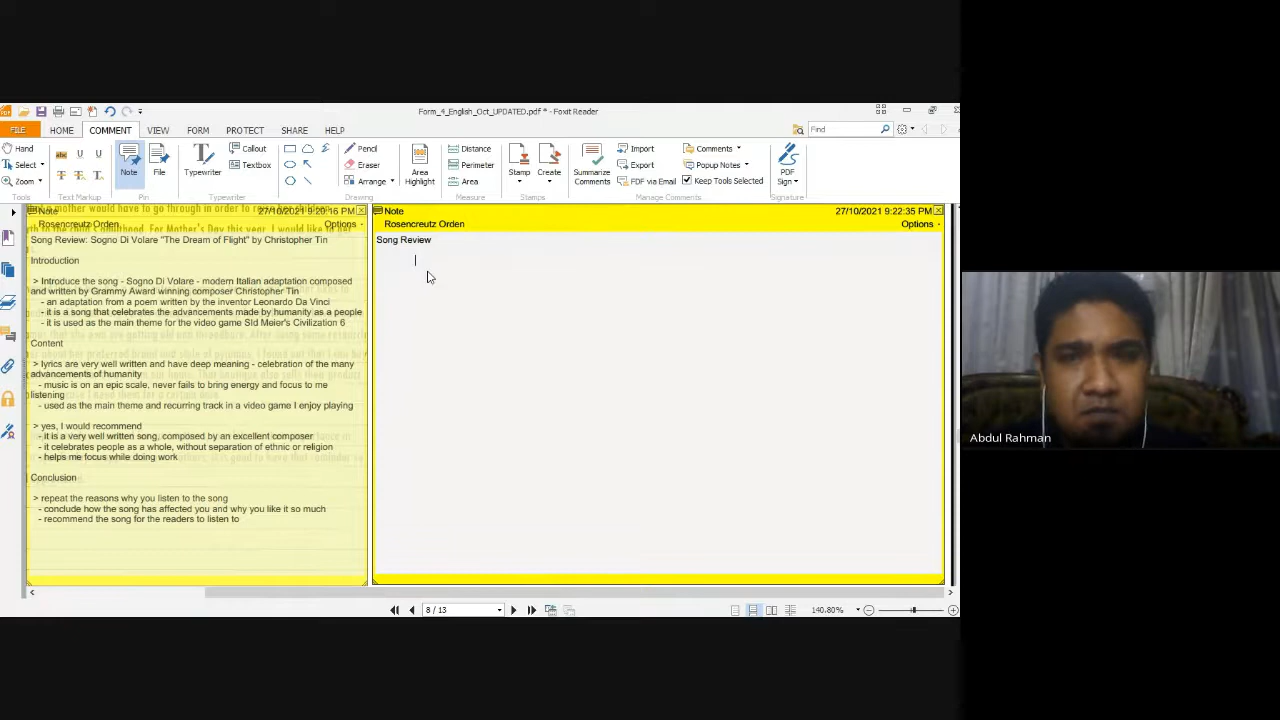 Form_4_English_Oct_UPDATED.pdf * - Foxit Reader
FILE HOME COMMENT VIEW FORM PROTECT SHARE HELP
Find
Hand
Select
Zoom
Tools
Text Markup
Note
File
Pin
Typewriter
Callout
Textbox
Typewriter
Pencil
Eraser
Arrange
Drawing
Area Highlight
Distance
Perimeter
Area
Measure
Stamp
Create
Stamps
Summarize Comments
Import
Export
FDF via Email
Comments
Popup Notes
Keep Tools Selected
Manage Comments
PDF Sign
Signature
Note 27/10/2021 9:20:16 PM
Rosencreutz Orden Options
Song Review: Sogno Di Volare "The Dream of Flight" by Christopher Tin
Introduction
> Introduce the song - Sogno Di Volare - modern Italian adaptation composed
and written by Grammy Award winning composer Christopher Tin
- an adaptation from a poem written by the inventor Leonardo Da Vinci
- it is a song that celebrates the advancements made by humanity as a people
- it is used as the main theme for the video game SId Meier's Civilization 6
Content
> lyrics are very well written and have deep meaning - celebration of the many
advancements of humanity
- music is on an epic scale, never fails to bring energy and focus to me
listening
- used as the main theme and recurring track in a video game I enjoy playing
> yes, I would recommend
- it is a very well written song, composed by an excellent composer
- it celebrates people as a whole, without separation of ethnic or religion
- helps me focus while doing work
Conclusion
> repeat the reasons why you listen to the song
- conclude how the song has affected you and why you like it so much
- recommend the song for the readers to listen to
Note 27/10/2021 9:22:35 PM
Rosencreutz Orden Options
Song Review
8 / 13
140.80%
Abdul Rahman